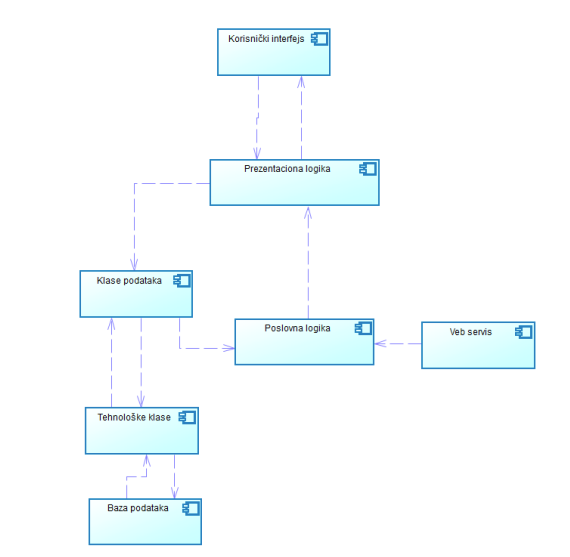 Korisnički interfejs
Prezentaciona logika
Klase podataka
Poslovna logika
Veb servis
Tehnološke klase
Baza podataka